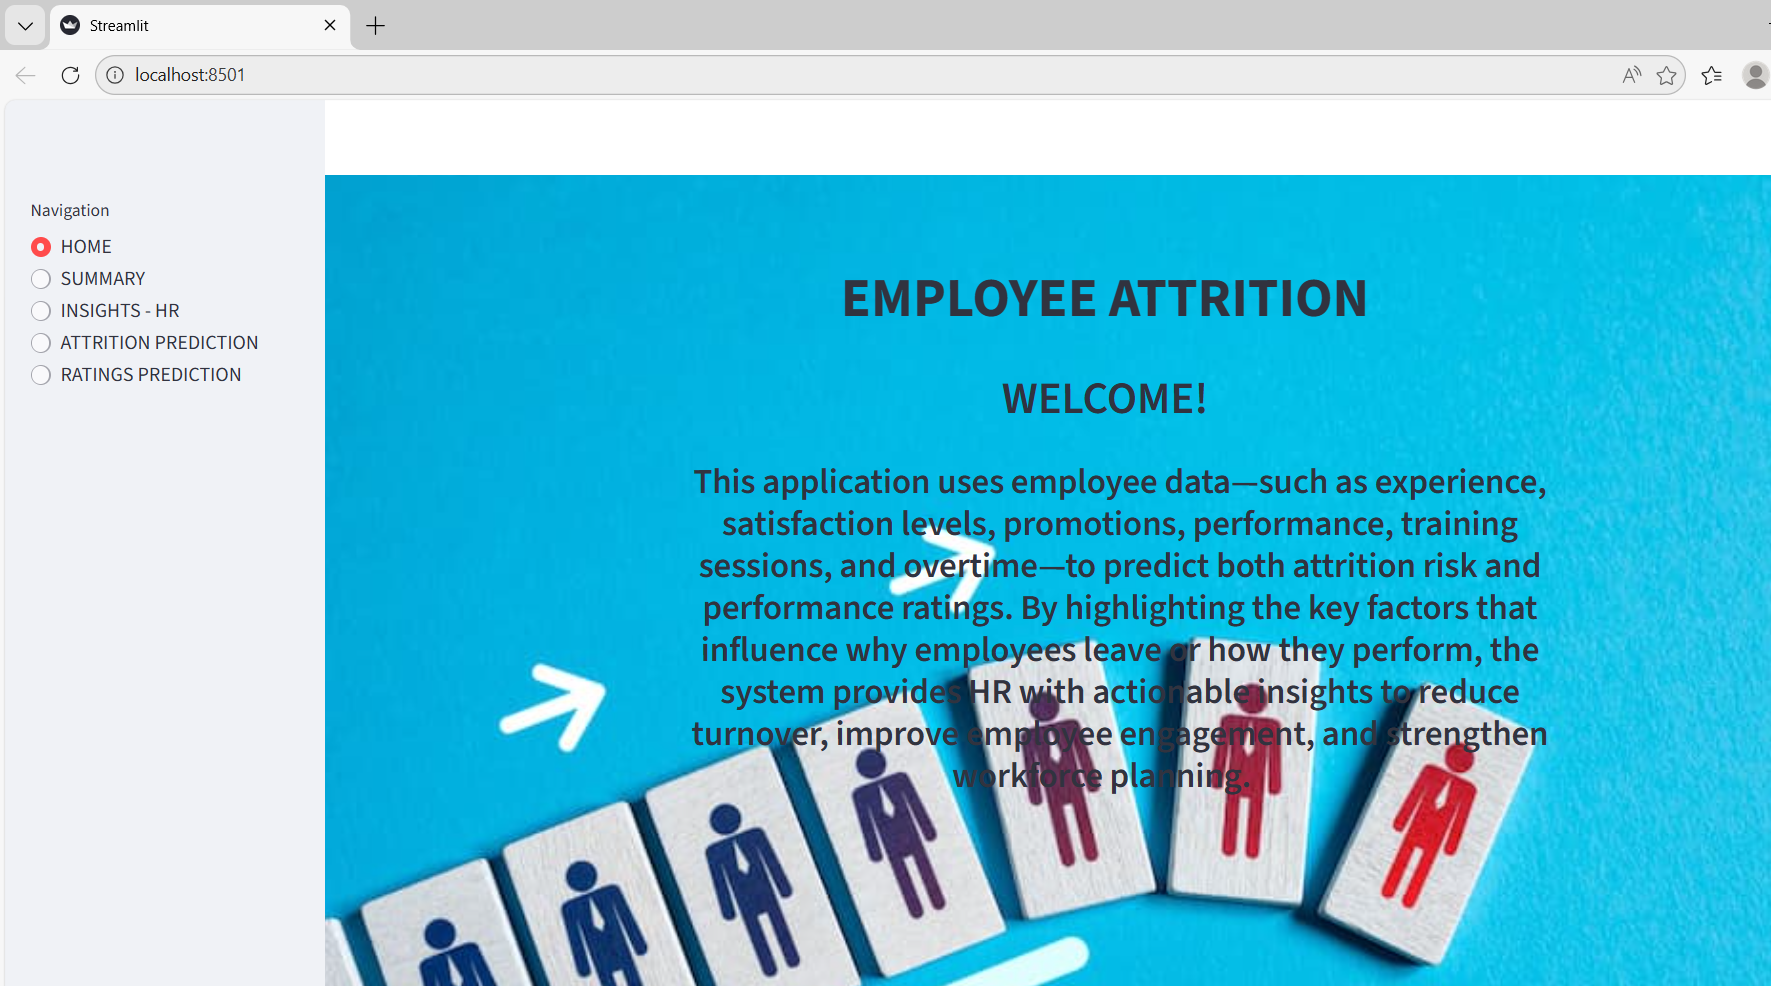 Streamlit
localhost:8501
Navigation
HOME
SUMMARY
INSIGHTS - HR
ATTRITION PREDICTION
RATINGS PREDICTION
EMPLOYEE ATTRITION
WELCOME!
This application uses employee data—such as experience,
satisfaction levels, promotions, performance, training
sessions, and overtime—to predict both attrition risk and
performance ratings. By highlighting the key factors that
influence why employees leave or how they perform, the
system provides HR with actionable insights to reduce
turnover, improve employee engagement, and strengthen
workforce planning.